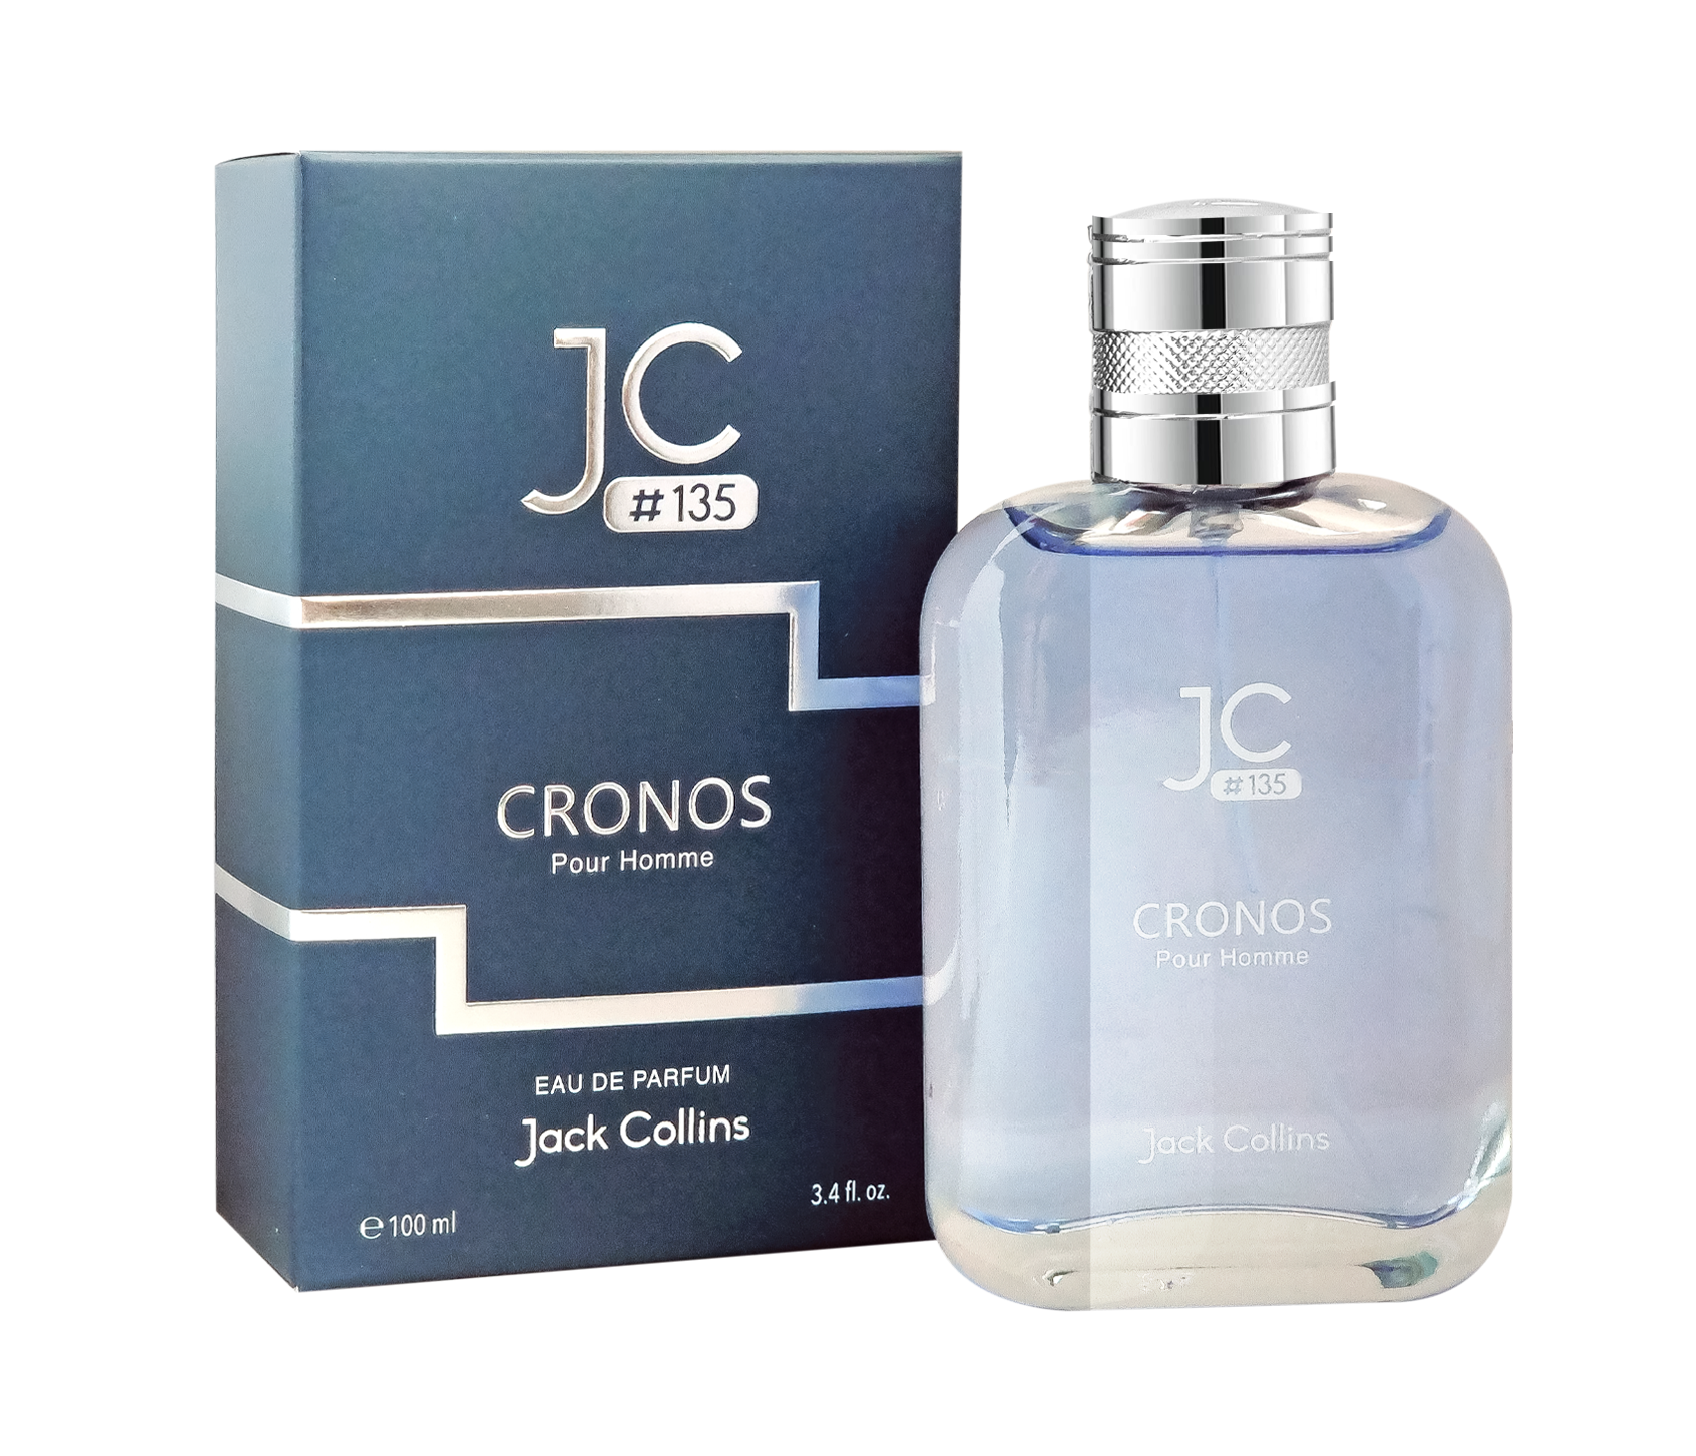 JC
#135
CRONOS
Pour Homme
EAU DE PARFUM
Jack Collins
3.4 fl. oz.
℮ 100 ml
JC
#135
CRONOS
Pour Homme
Jack Collins